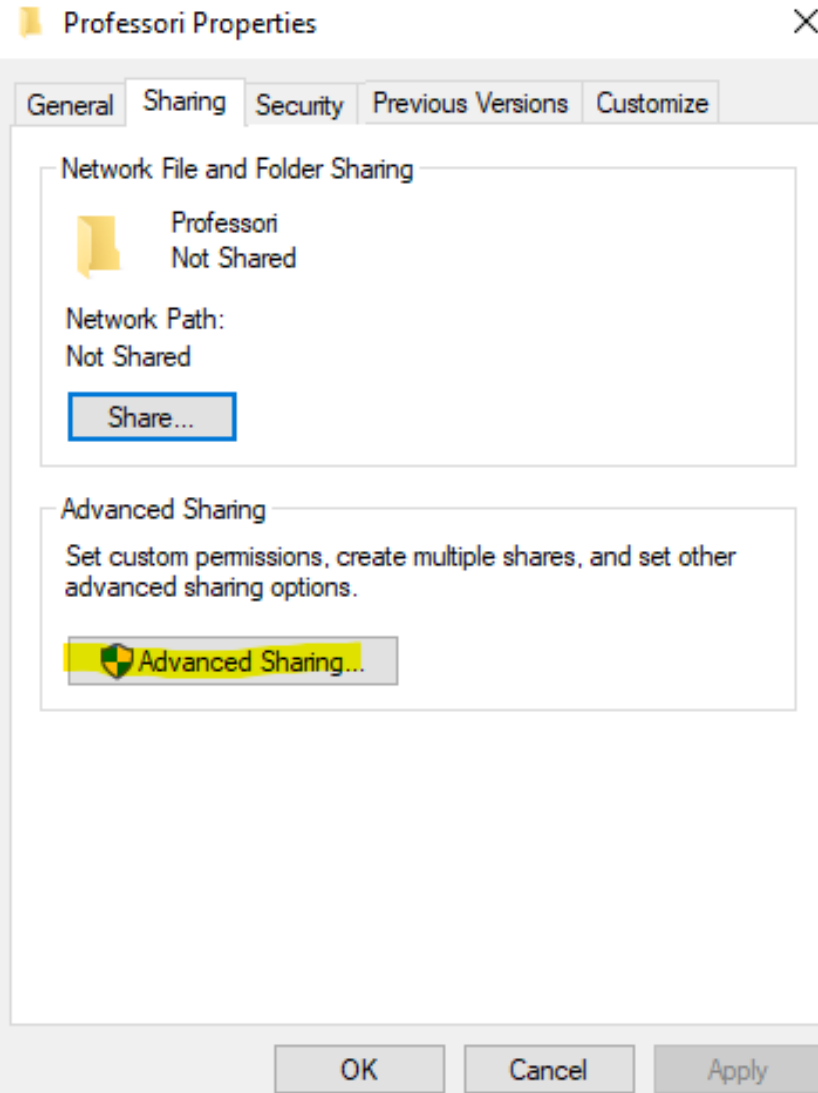 Professori Properties
General
Sharing
Security
Previous Versions
Customize
Network File and Folder Sharing
Professori
Not Shared
Network Path:
Not Shared
Share...
Advanced Sharing
Set custom permissions, create multiple shares, and set other
advanced sharing options.
Advanced Sharing...
OK
Cancel
Apply